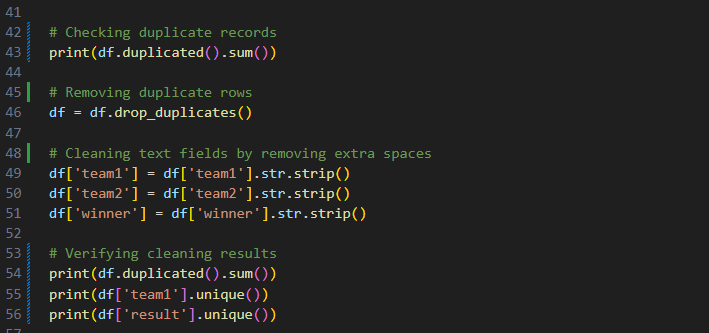 41
42 # Checking duplicate records
43 print(df.duplicated().sum())
44
45 # Removing duplicate rows
46 df = df.drop_duplicates()
47
48 # Cleaning text fields by removing extra spaces
49 df['team1'] = df['team1'].str.strip()
50 df['team2'] = df['team2'].str.strip()
51 df['winner'] = df['winner'].str.strip()
52
53 # Verifying cleaning results
54 print(df.duplicated().sum())
55 print(df['team1'].unique())
56 print(df['result'].unique())